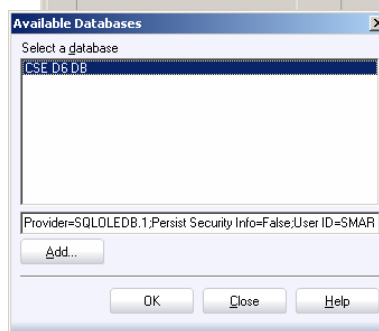 Available Databases
Select a database
CSE D6 DB
Provider=SQLOLEDB.1;Persist Security Info=False;User ID=SMAR
Add...
OK Close Help